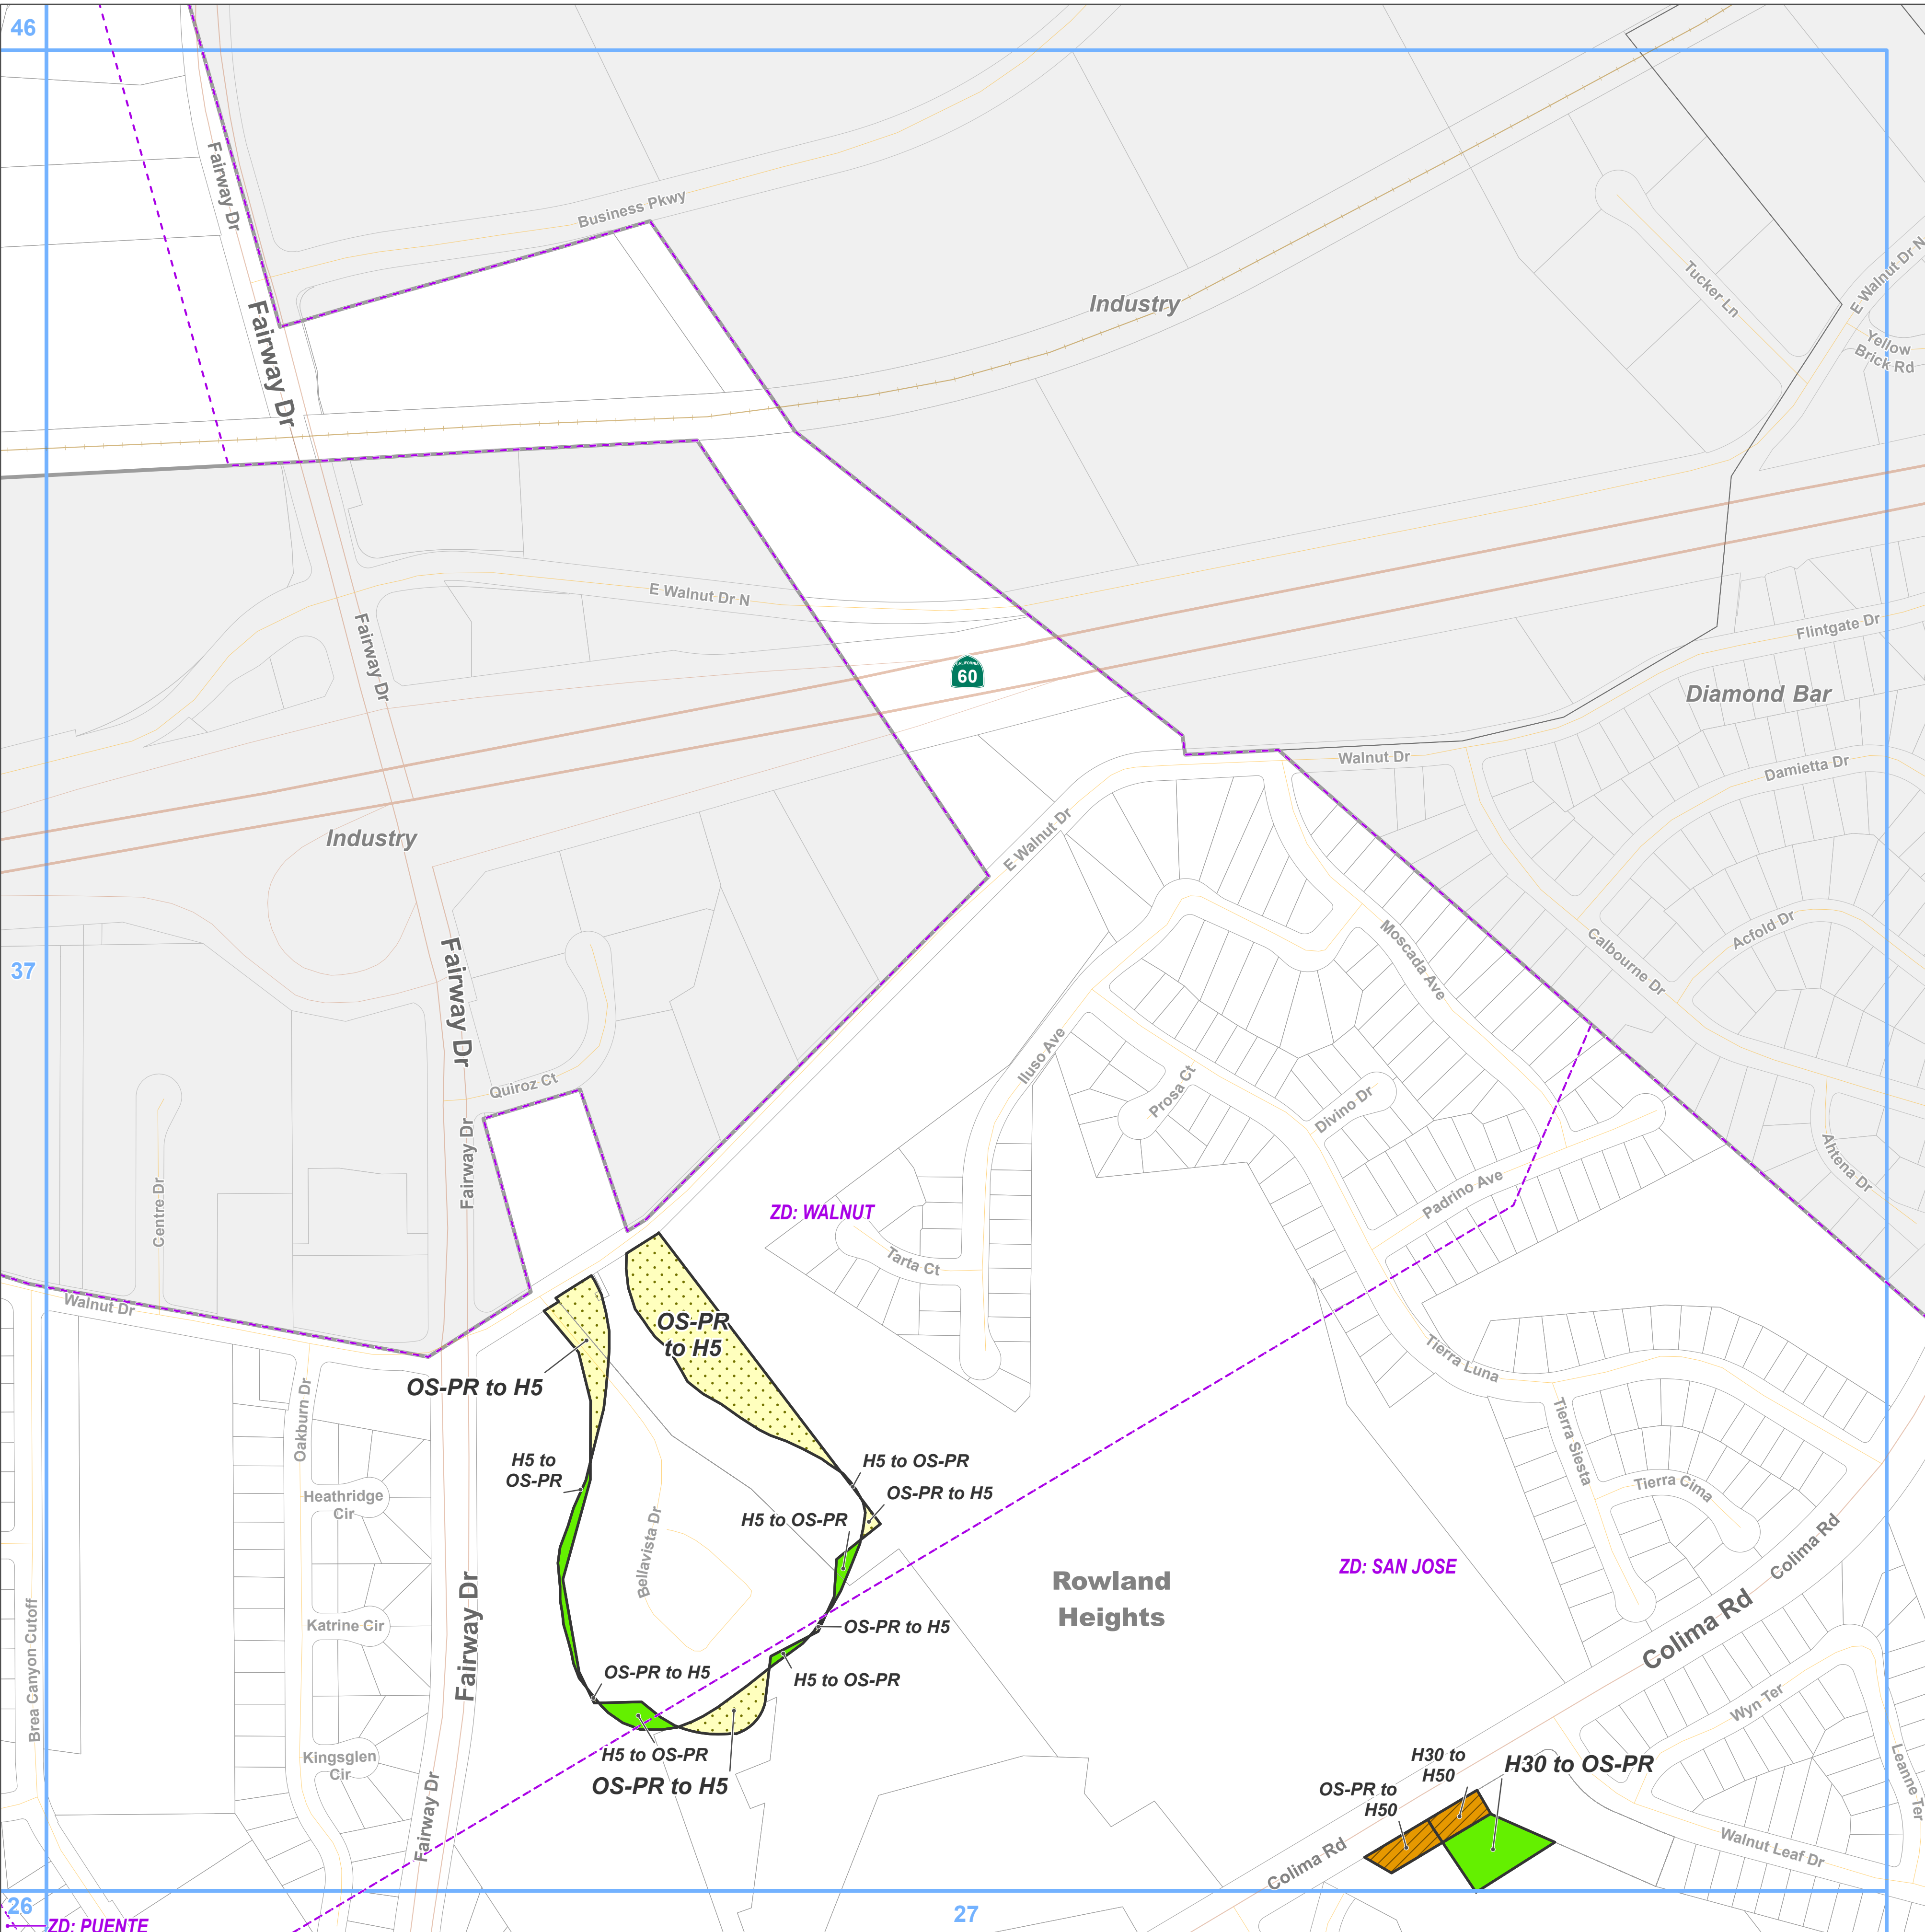 46
Fairway Dr
Business Pkwy
Industry
Tucker Ln
E Walnut Dr N
Yellow
Brick Rd
Fairway Dr
E Walnut Dr N
Fairway Dr
CALIFORNIA
60
Flintgate Dr
Diamond Bar
Walnut Dr
Damietta Dr
Industry
E Walnut Dr
Moscada Ave
Calbourne Dr
Acfold Dr
37
Fairway Dr
Quiroz Ct
Iluso Ave
Prosa Ct
Divino Dr
Ahtena Dr
Padrino Ave
Centre Dr
Fairway Dr
ZD: WALNUT
Tarta Ct
Walnut Dr
OS-PR
to H5
OS-PR to H5
Tierra Luna
Oakburn Dr
Tierra Siesta
Tierra Cima
H5 to
OS-PR
H5 to OS-PR
OS-PR to H5
H5 to OS-PR
Heathridge
Cir
Bellavista Dr
Colima Rd
ZD: SAN JOSE
Rowland
Heights
Katrine Cir
Brea Canyon Cutoff
Fairway Dr
OS-PR to H5
Colima Rd
OS-PR to H5
H5 to OS-PR
Wyn Ter
Kingsglen
Cir
H5 to OS-PR
OS-PR to H5
H30 to
H50
H30 to OS-PR
OS-PR to
H50
Leanne Ter
Fairway Dr
Walnut Leaf Dr
Colima Rd
26
ZD: PUENTE
27